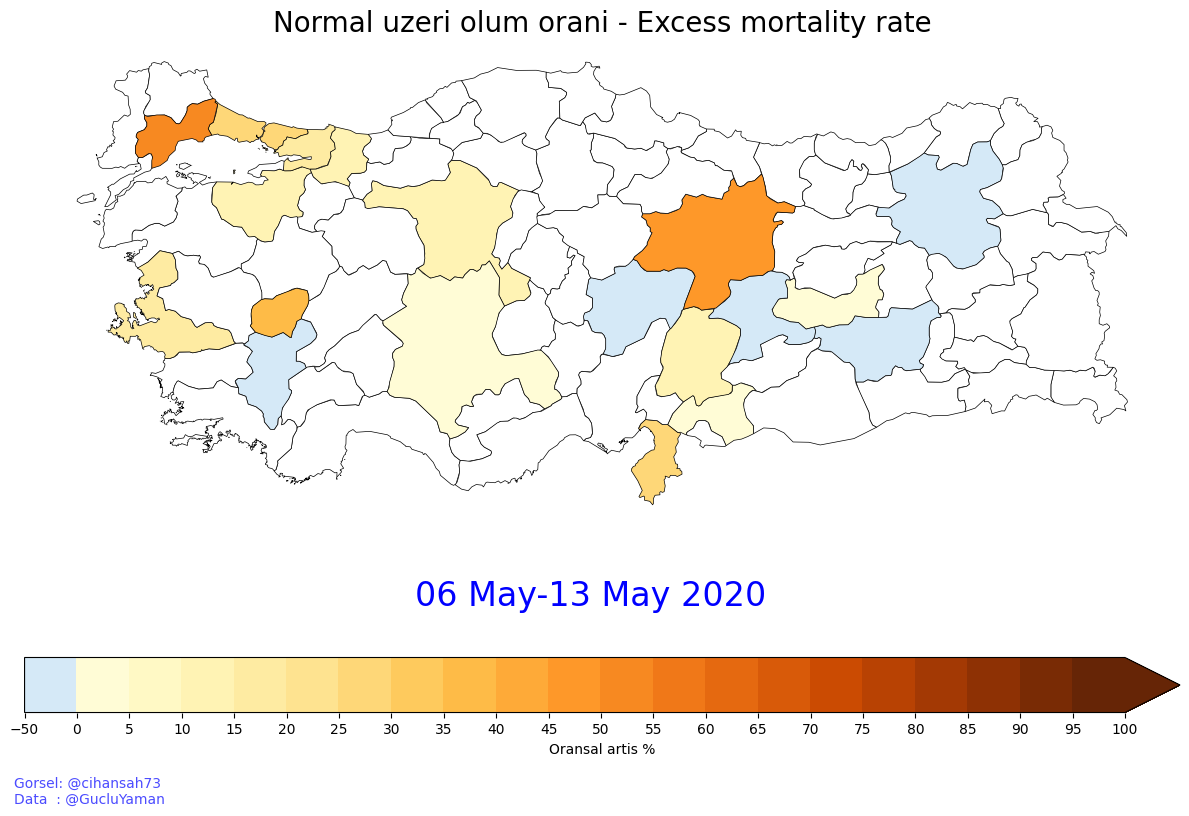 Normal uzeri olum orani - Excess mortality rate
06 May-13 May 2020
−50 0 5 10 15 20 25 30 35 40 45 50 55 60 65 70 75 80 85 90 95 100
Oransal artis %
Gorsel: @cihansah73
Data  : @GucluYaman